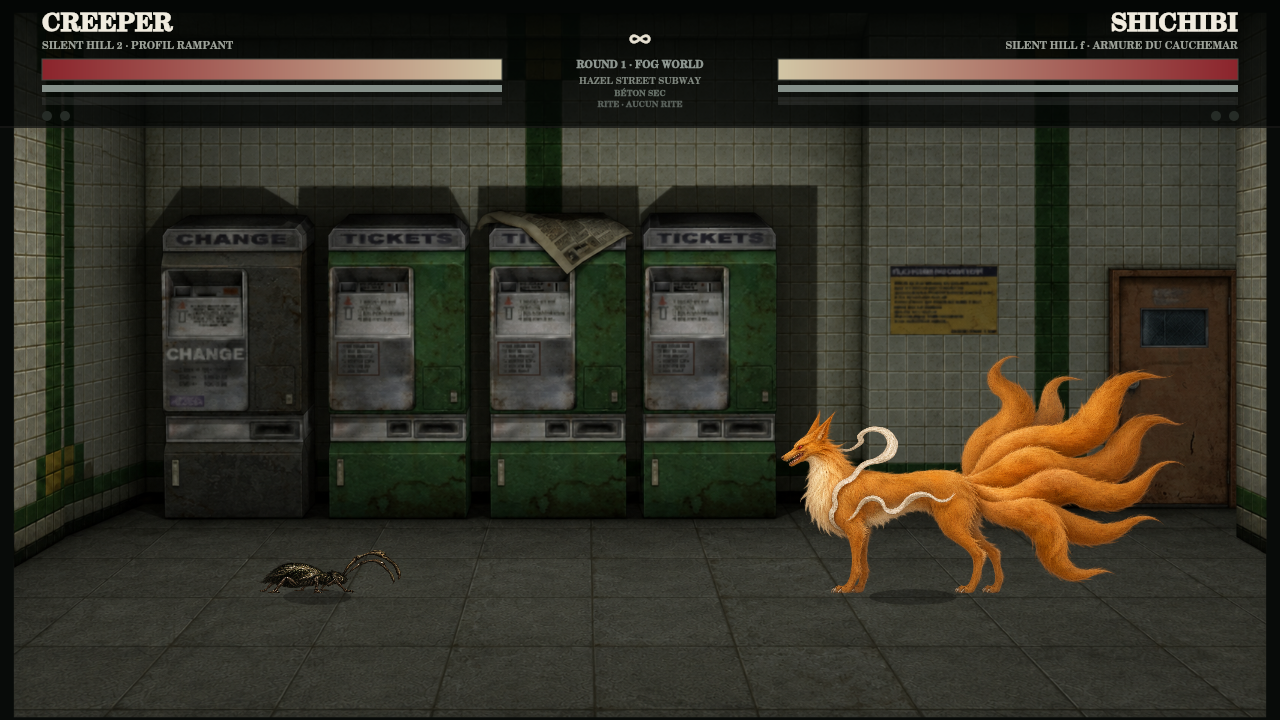 CREEPER
SILENT HILL 2 · PROFIL RAMPANT
∞
ROUND 1 · FOG WORLD
HAZEL STREET SUBWAY
BÉTON SEC
RITE · AUCUN RITE
SHICHIBI
SILENT HILL f · ARMURE DU CAUCHEMAR
CHANGE
TICKETS
TI
TICKETS
CHANGE